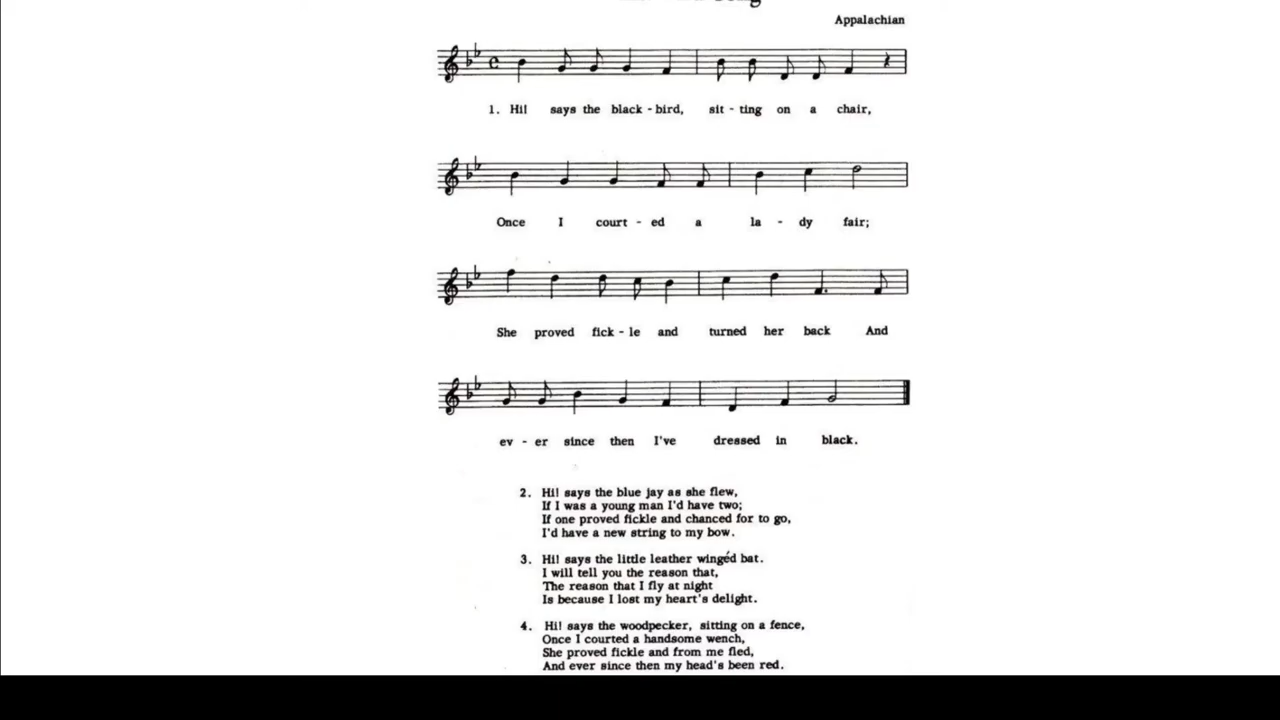 Appalachian
1. Hi! says the black - bird, sit - ting on a chair,
Once I court - ed a la - dy fair;
She proved fick - le and turned her back And
ev - er since then I've dressed in black.
2. Hi! says the blue jay as she flew,
If I was a young man I'd have two;
If one proved fickle and chanced for to go,
I'd have a new string to my bow.
3. Hi! says the little leather wingéd bat.
I will tell you the reason that,
The reason that I fly at night
Is because I lost my heart's delight.
4. Hi! says the woodpecker, sitting on a fence,
Once I courted a handsome wench,
She proved fickle and from me fled,
And ever since then my head's been red.